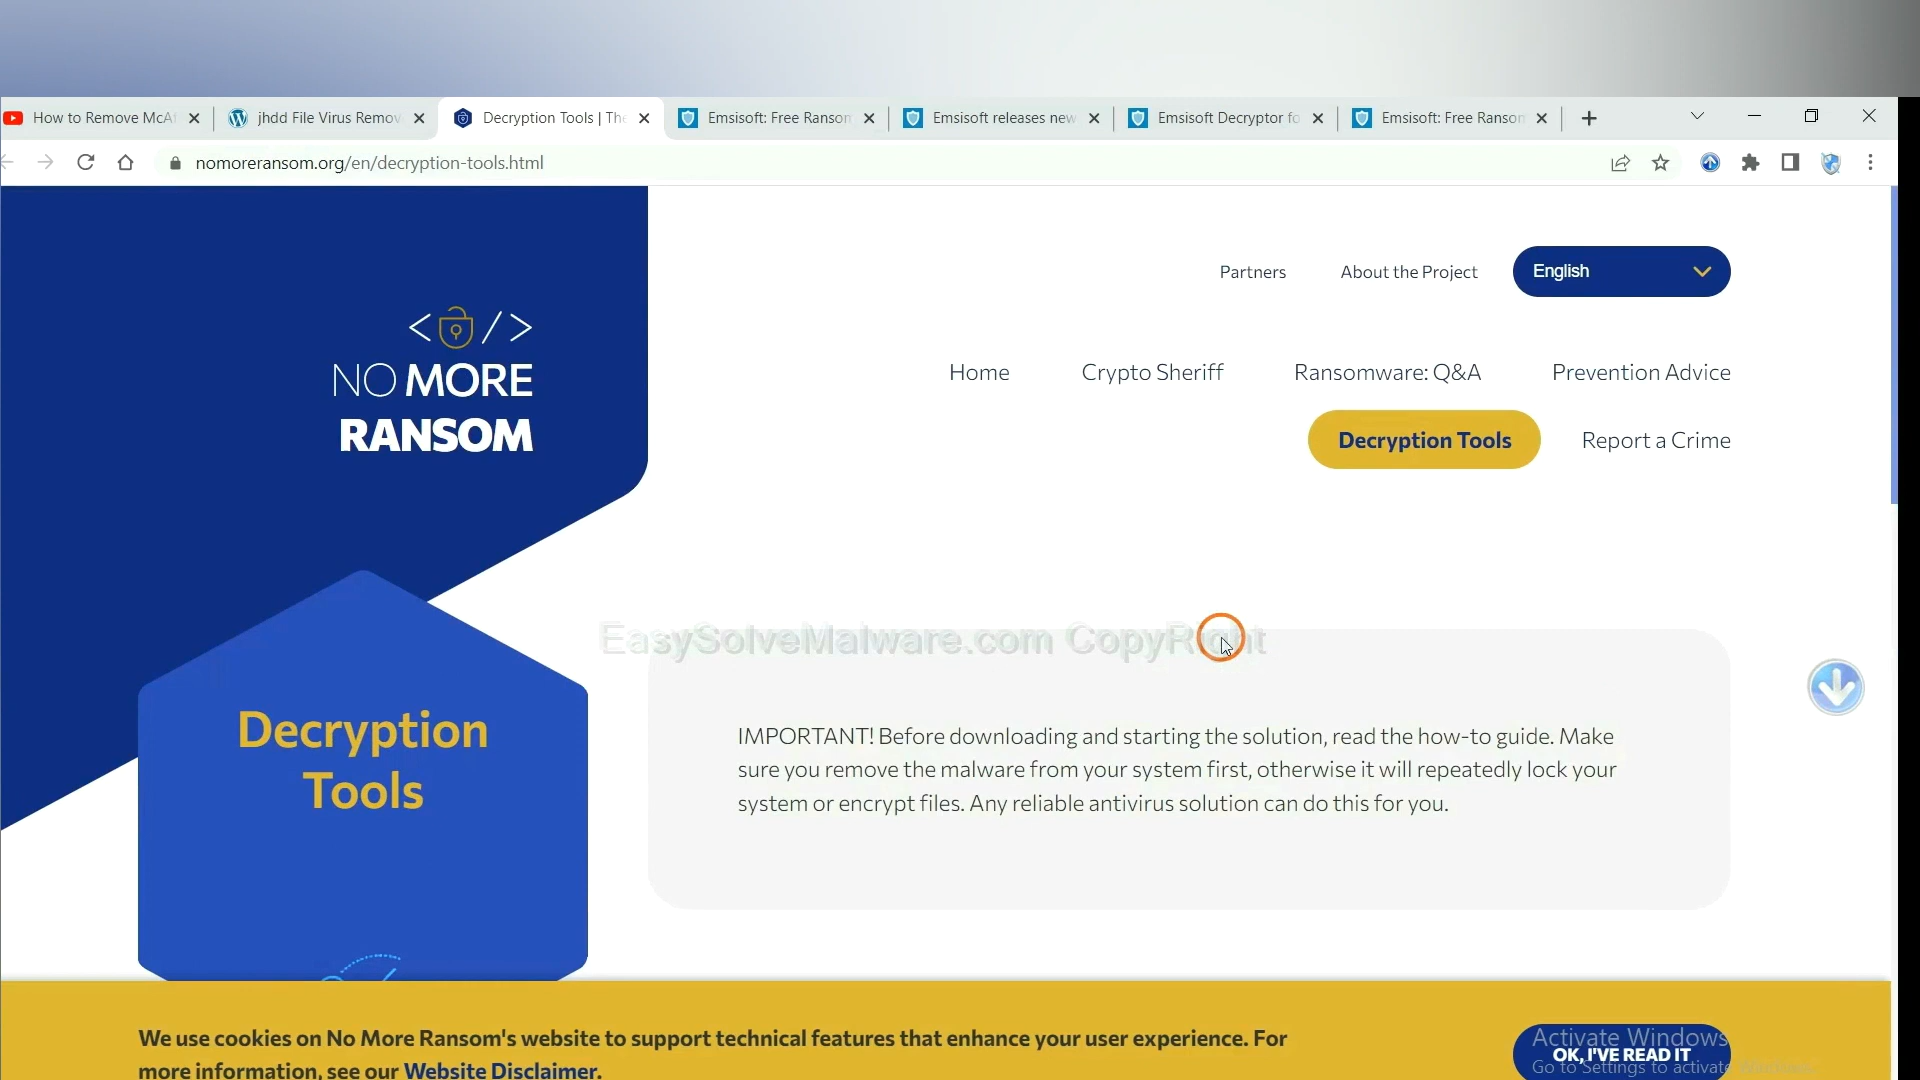 How to Remove McAf
jhdd File Virus Remov
Decryption Tools | The
Emsisoft: Free Ransom
Emsisoft releases new
Emsisoft Decryptor fo
Emsisoft: Free Ransom
nomoreransom.org/en/decryption-tools.html
Partners
About the Project
English
NO MORE
RANSOM
Home
Crypto Sheriff
Ransomware: Q&A
Prevention Advice
Decryption Tools
Report a Crime
EasySolveMalware.com CopyRight
Decryption
Tools
IMPORTANT! Before downloading and starting the solution, read the how-to guide. Make
sure you remove the malware from your system first, otherwise it will repeatedly lock your
system or encrypt files. Any reliable antivirus solution can do this for you.
We use cookies on No More Ransom's website to support technical features that enhance your user experience. For
more information, see our Website Disclaimer.
OK, I'VE READ IT
Activate Windows
Go to Settings to activate Windows.